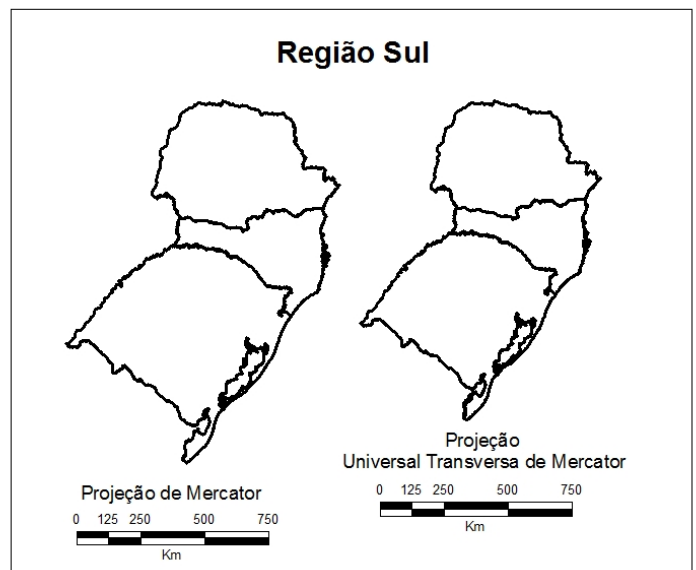 Região Sul
Projeção de Mercator
0 125 250 500 750
Km
Projeção
Universal Transversa de Mercator
0 125 250 500 750
Km